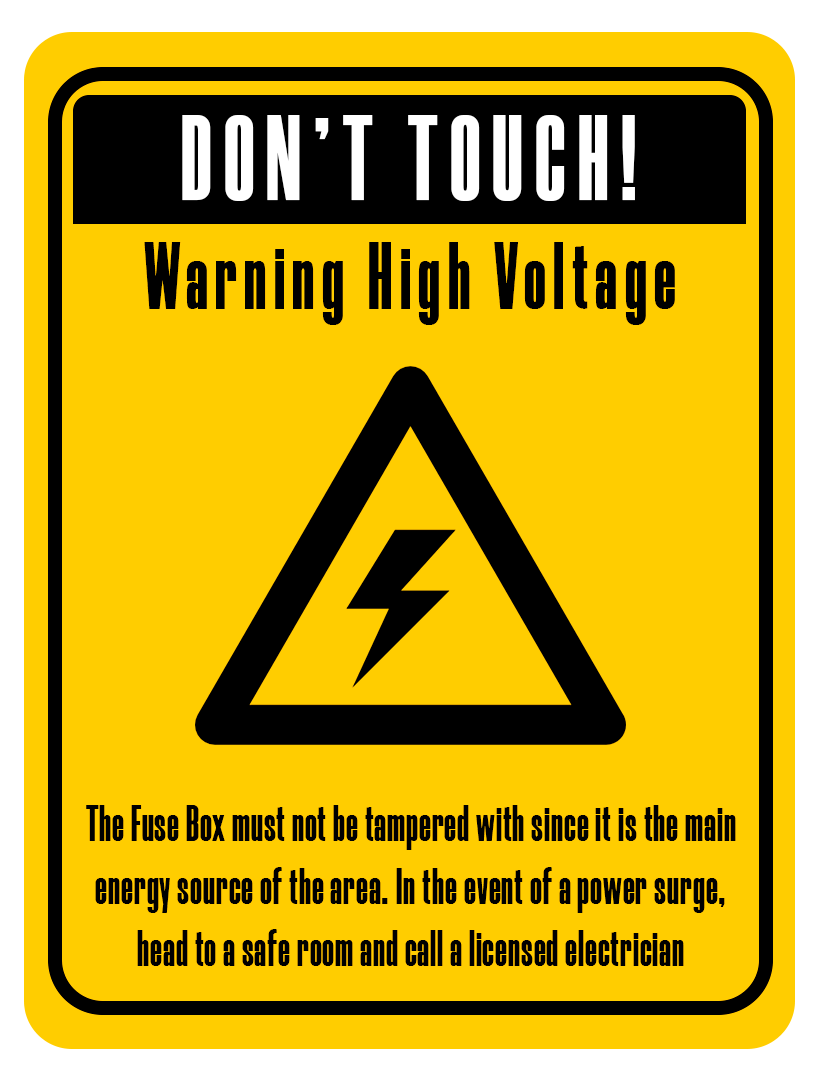 DON'T TOUCH!
Warning High Voltage
The Fuse Box must not be tampered with since it is the main
energy source of the area. In the event of a power surge,
head to a safe room and call a licensed electrician